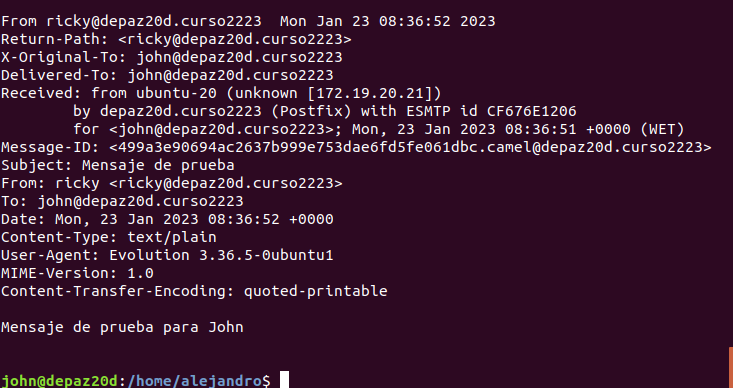 From ricky@depaz20d.curso2223  Mon Jan 23 08:36:52 2023
Return-Path: <ricky@depaz20d.curso2223>
X-Original-To: john@depaz20d.curso2223
Delivered-To: john@depaz20d.curso2223
Received: from ubuntu-20 (unknown [172.19.20.21])
        by depaz20d.curso2223 (Postfix) with ESMTP id CF676E1206
        for <john@depaz20d.curso2223>; Mon, 23 Jan 2023 08:36:51 +0000 (WET)
Message-ID: <499a3e90694ac2637b999e753dae6fd5fe061dbc.camel@depaz20d.curso2223>
Subject: Mensaje de prueba
From: ricky <ricky@depaz20d.curso2223>
To: john@depaz20d.curso2223
Date: Mon, 23 Jan 2023 08:36:52 +0000
Content-Type: text/plain
User-Agent: Evolution 3.36.5-0ubuntu1
MIME-Version: 1.0
Content-Transfer-Encoding: quoted-printable

Mensaje de prueba para John

john@depaz20d:/home/alejandro$